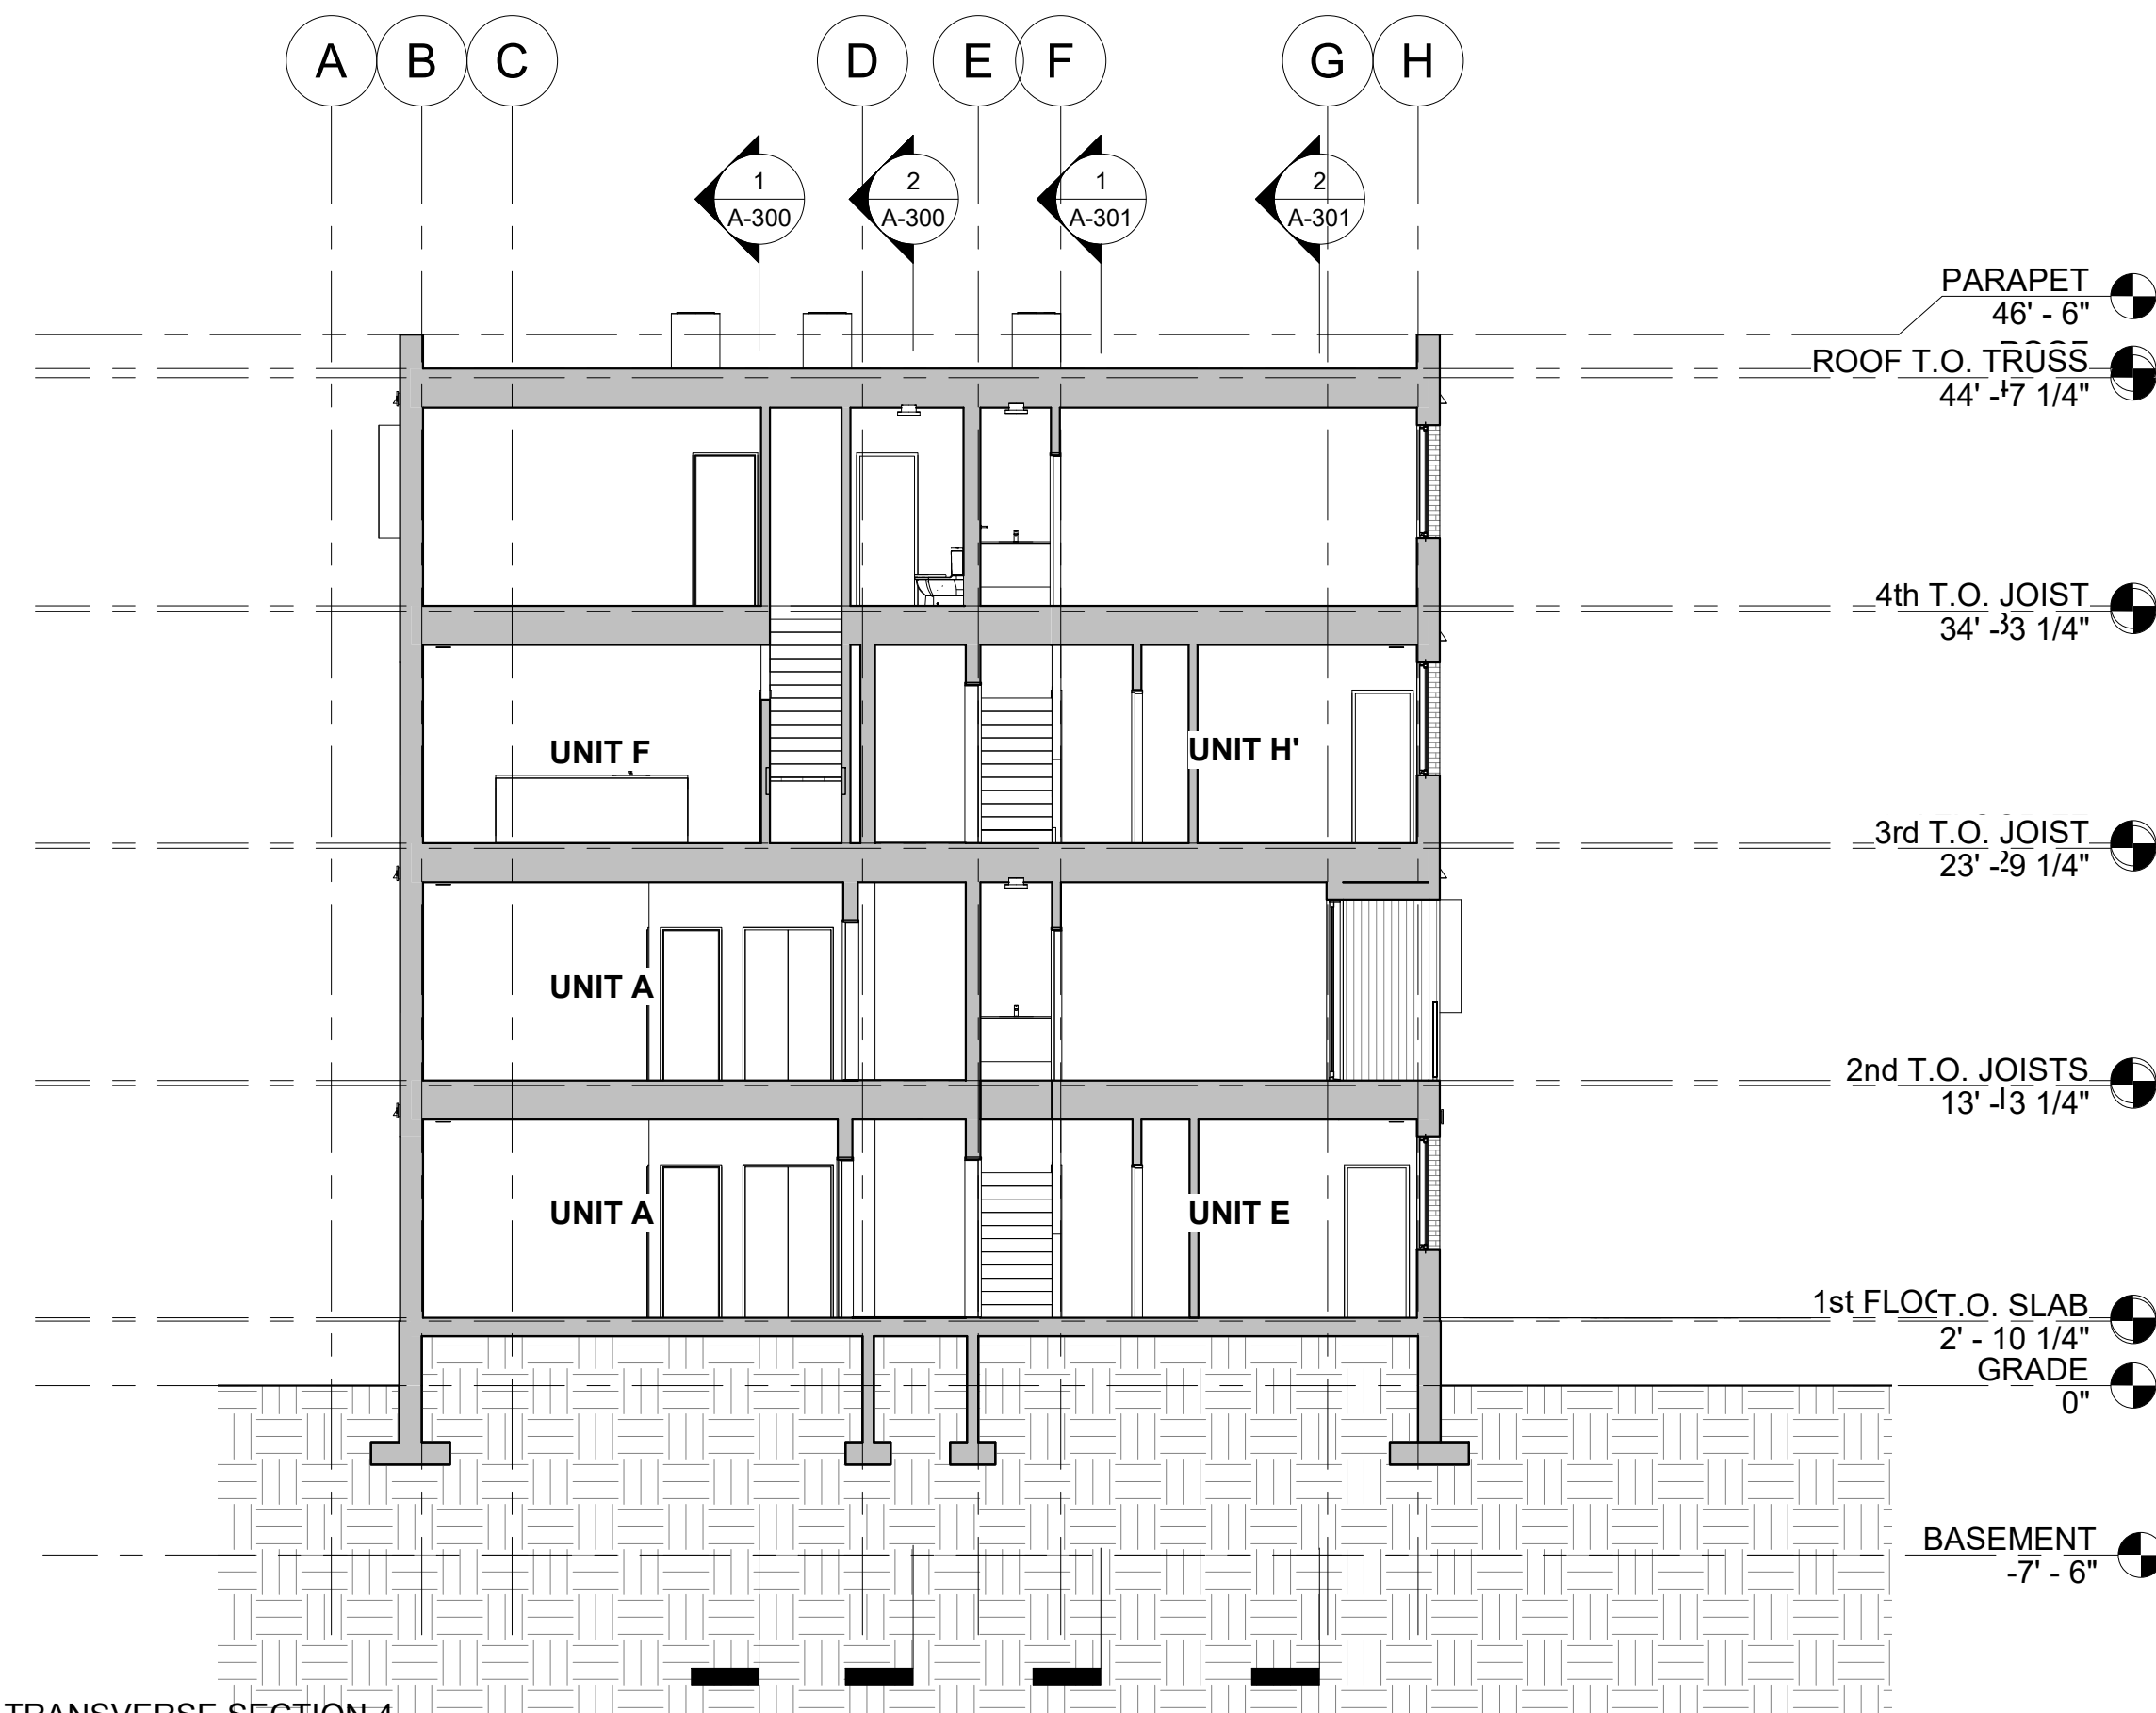 A B C D E F G H
1
A-300
2
A-300
1
A-301
2
A-301
PARAPET
46' - 6"
ROOF T.O. TRUSS
44' - 7 1/4"
4th T.O. JOIST
34' - 3 1/4"
UNIT F
UNIT H'
3rd T.O. JOIST
23' - 9 1/4"
UNIT A
2nd T.O. JOISTS
13' - 3 1/4"
UNIT A
UNIT E
1st
T.O. SLAB
2' - 10 1/4"
GRADE
0"
BASEMENT
-7' - 6"
TRANSVERSE SECTION 4